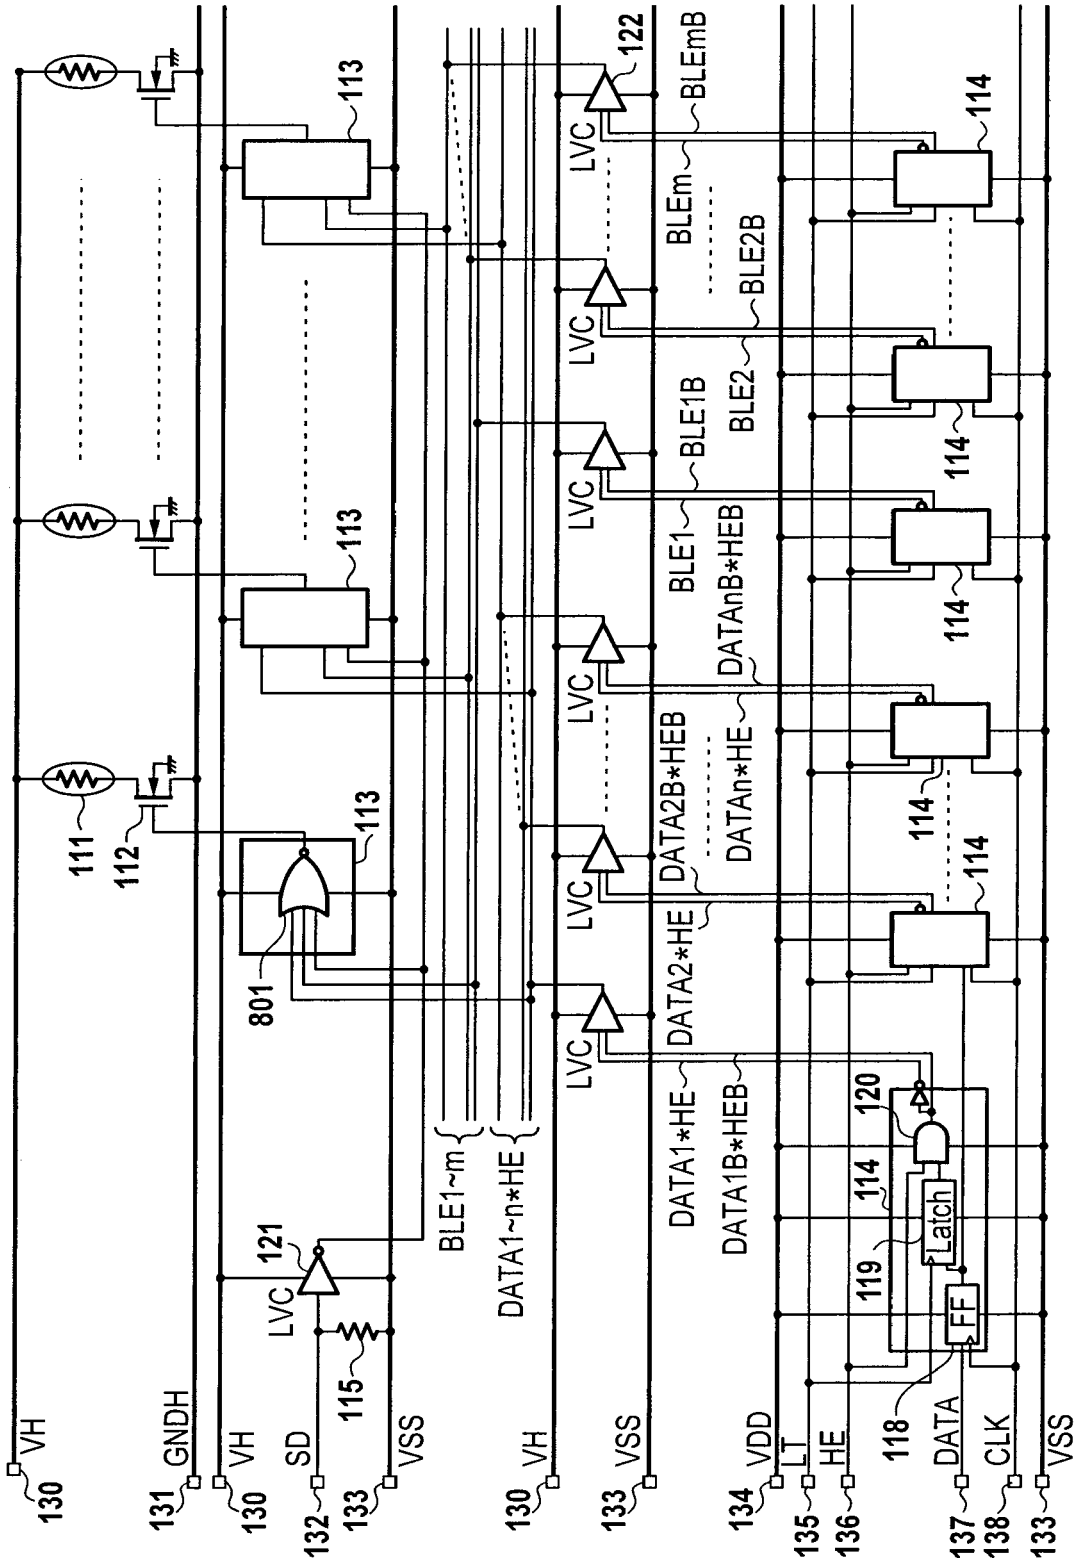 130 VH
131 GNDH
130 VH
132 SD
133 VSS
111
112
113
801
113
113
LVC
121
115
BLE1~m
DATA1~n*HE
130 VH
133 VSS
LVC
LVC
LVC
LVC
LVC
LVC
122
DATA1*HE
DATA1B*HEB
DATA2*HE
DATA2B*HEB
DATAn*HE
DATAnB*HEB
BLE1
BLE1B
BLE2
BLE2B
BLEm
BLEmB
134 VDD
135 LT
136 HE
137 DATA
138 CLK
133 VSS
118
FF
119
Latch
114
120
114
114
114
114
114